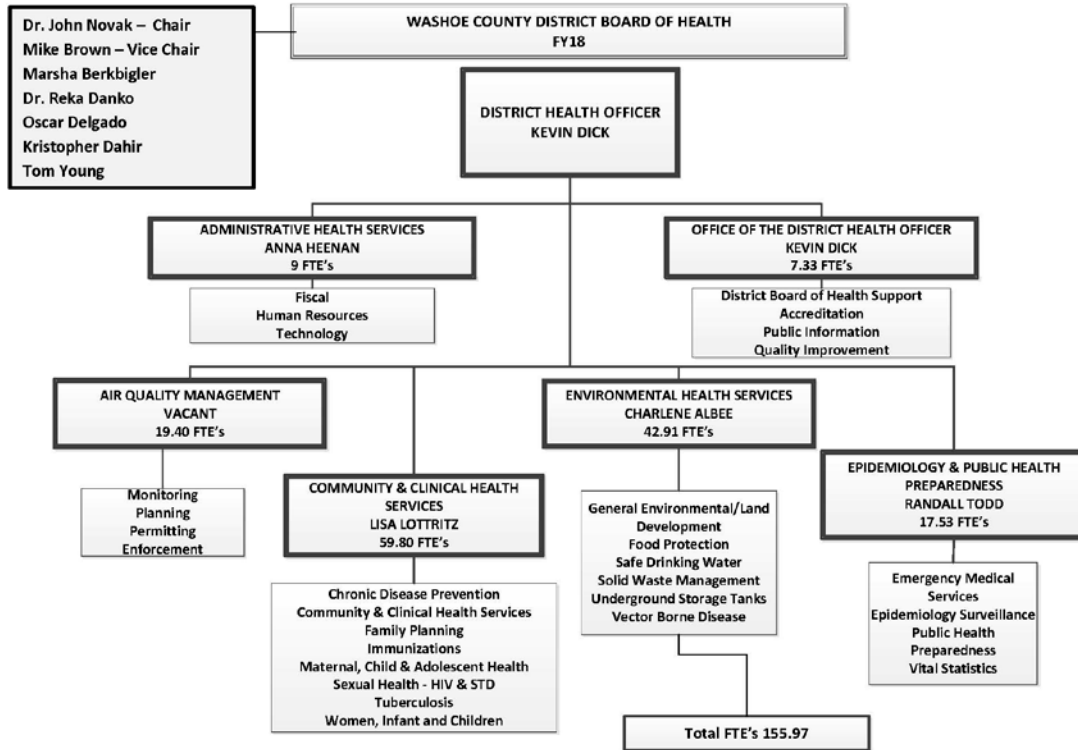 Dr. John Novak – Chair
Mike Brown – Vice Chair
Marsha Berkbigler
Dr. Reka Danko
Oscar Delgado
Kristopher Dahir
Tom Young
WASHOE COUNTY DISTRICT BOARD OF HEALTH
FY18
DISTRICT HEALTH OFFICER
KEVIN DICK
ADMINISTRATIVE HEALTH SERVICES
ANNA HEENAN
9 FTE's
Fiscal
Human Resources
Technology
OFFICE OF THE DISTRICT HEALTH OFFICER
KEVIN DICK
7.33 FTE's
District Board of Health Support
Accreditation
Public Information
Quality Improvement
AIR QUALITY MANAGEMENT
VACANT
19.40 FTE's
Monitoring
Planning
Permitting
Enforcement
COMMUNITY & CLINICAL HEALTH
SERVICES
LISA LOTTRITZ
59.80 FTE's
Chronic Disease Prevention
Community & Clinical Health Services
Family Planning
Immunizations
Maternal, Child & Adolescent Health
Sexual Health - HIV & STD
Tuberculosis
Women, Infant and Children
ENVIRONMENTAL HEALTH SERVICES
CHARLENE ALBEE
42.91 FTE's
General Environmental/Land
Development
Food Protection
Safe Drinking Water
Solid Waste Management
Underground Storage Tanks
Vector Borne Disease
EPIDEMIOLOGY & PUBLIC HEALTH
PREPAREDNESS
RANDALL TODD
17.53 FTE's
Emergency Medical
Services
Epidemiology Surveillance
Public Health
Preparedness
Vital Statistics
Total FTE's 155.97